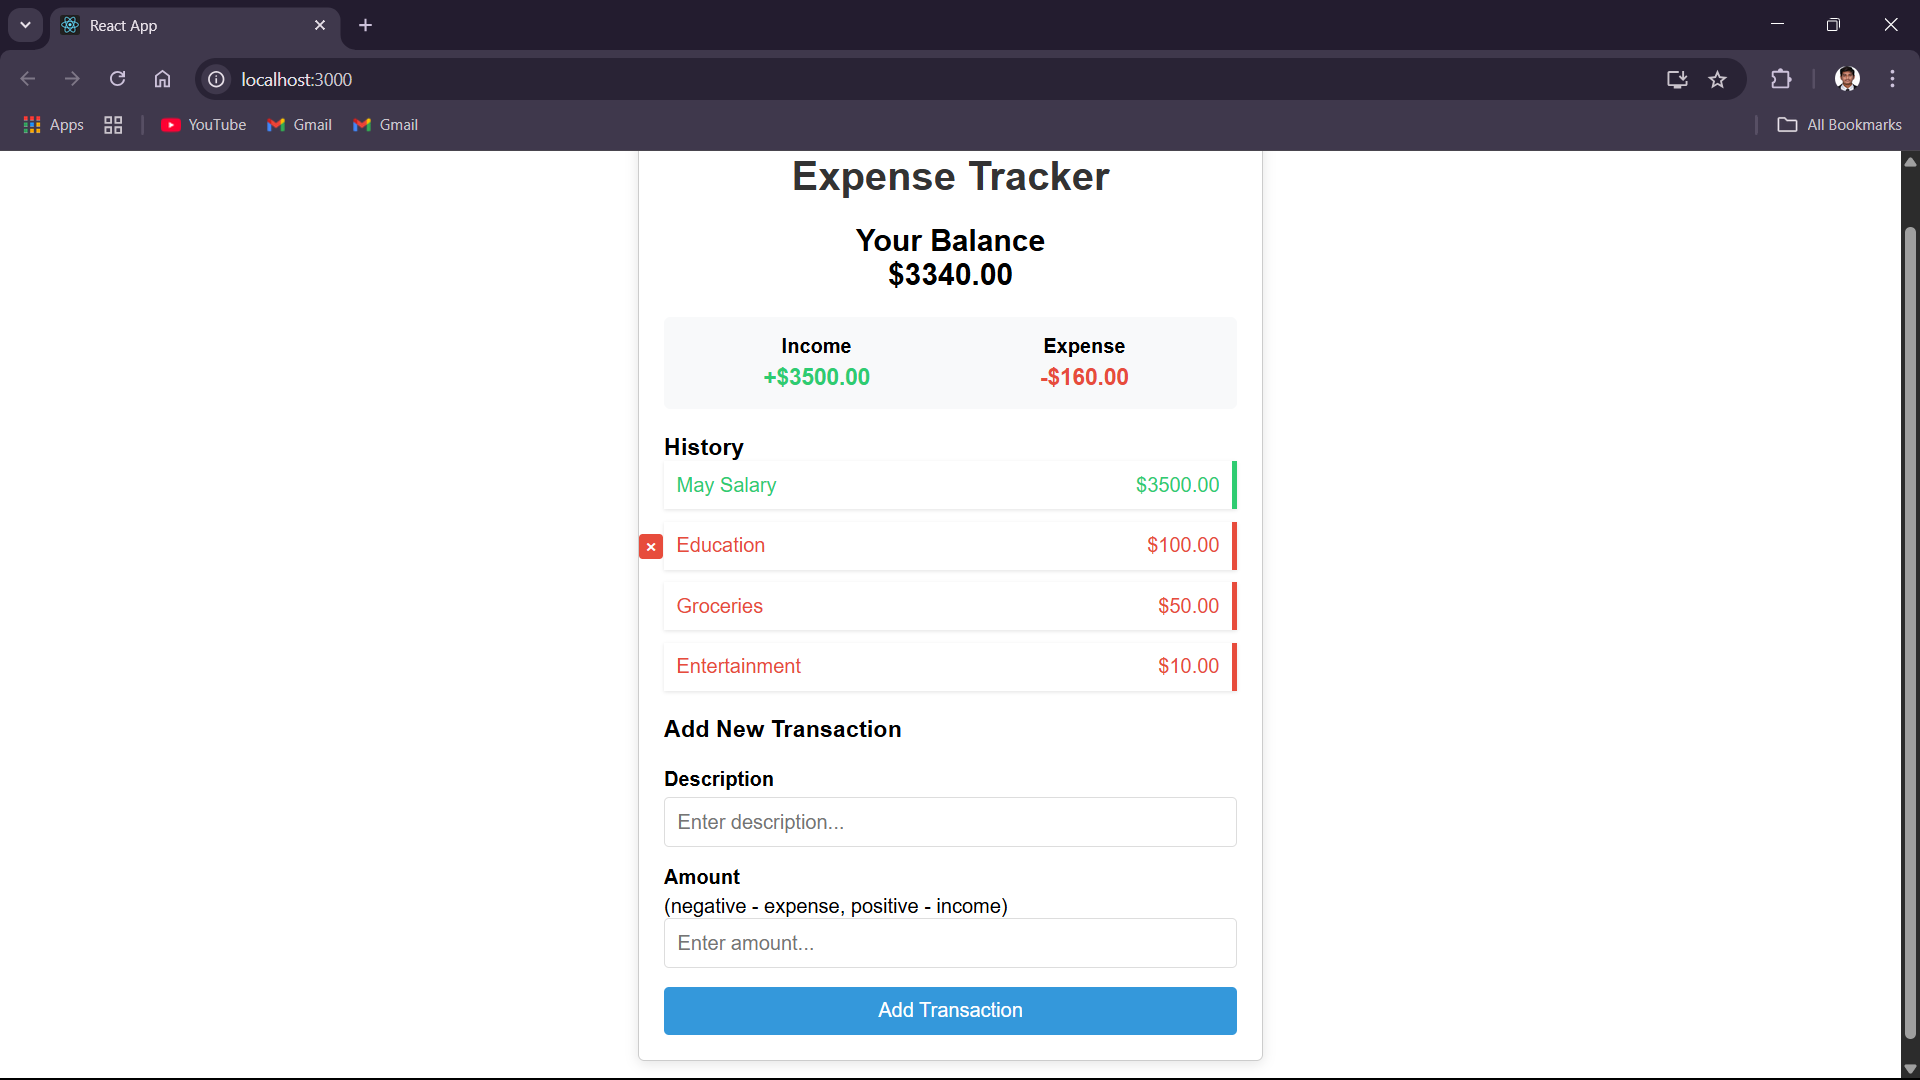 React App
localhost:3000
Apps YouTube Gmail Gmail All Bookmarks
Expense Tracker
Your Balance
$3340.00
Income Expense
+$3500.00 -$160.00
History
May Salary $3500.00
Education $100.00
Groceries $50.00
Entertainment $10.00
Add New Transaction
Description
Enter description...
Amount
(negative - expense, positive - income)
Enter amount...
Add Transaction